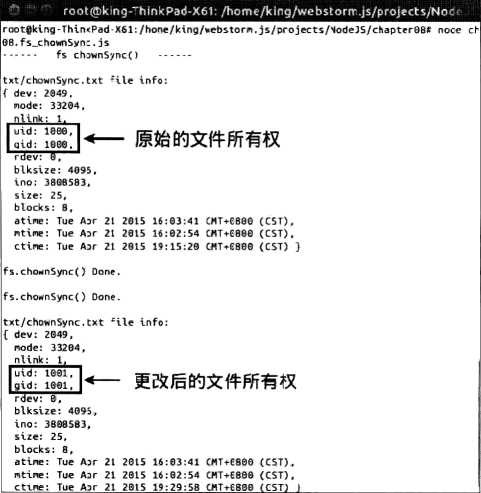 root@king-ThinkPad-X61: /home/king/webstorm.js/projects/Node
root@king-ThinkPad-X61:/home/king/webstorm.js/projects/NodeJS/chapter08# node ch
08.fs_chownSync.js
------ fs chownSync() ------
txt/chownSync.txt file info:
{ dev: 2049,
mode: 33204,
nlink: 1,
uid: 1000,
gid: 1000,
原始的文件所有权
rdev: 0,
blksize: 4096,
ino: 3808583,
size: 25,
blocks: 8,
atime: Tue Apr 21 2015 16:03:41 GMT+0800 (CST),
mtime: Tue Apr 21 2015 16:02:54 GMT+0800 (CST),
ctime: Tue Apr 21 2015 19:15:20 GMT+0800 (CST) }
fs.chownSync() Done.
fs.chownSync() Done.
txt/chownSync.txt file info:
{ dev: 2049,
mode: 33204,
nlink: 1,
uid: 1001,
gid: 1001,
更改后的文件所有权
rdev: 0,
blksize: 4096,
ino: 3808583,
size: 25,
blocks: 8,
atime: Tue Apr 21 2015 16:03:41 GMT+0800 (CST),
mtime: Tue Apr 21 2015 16:02:54 GMT+0800 (CST),
ctime: Tue Apr 21 2015 19:29:58 GMT+0800 (CST) }